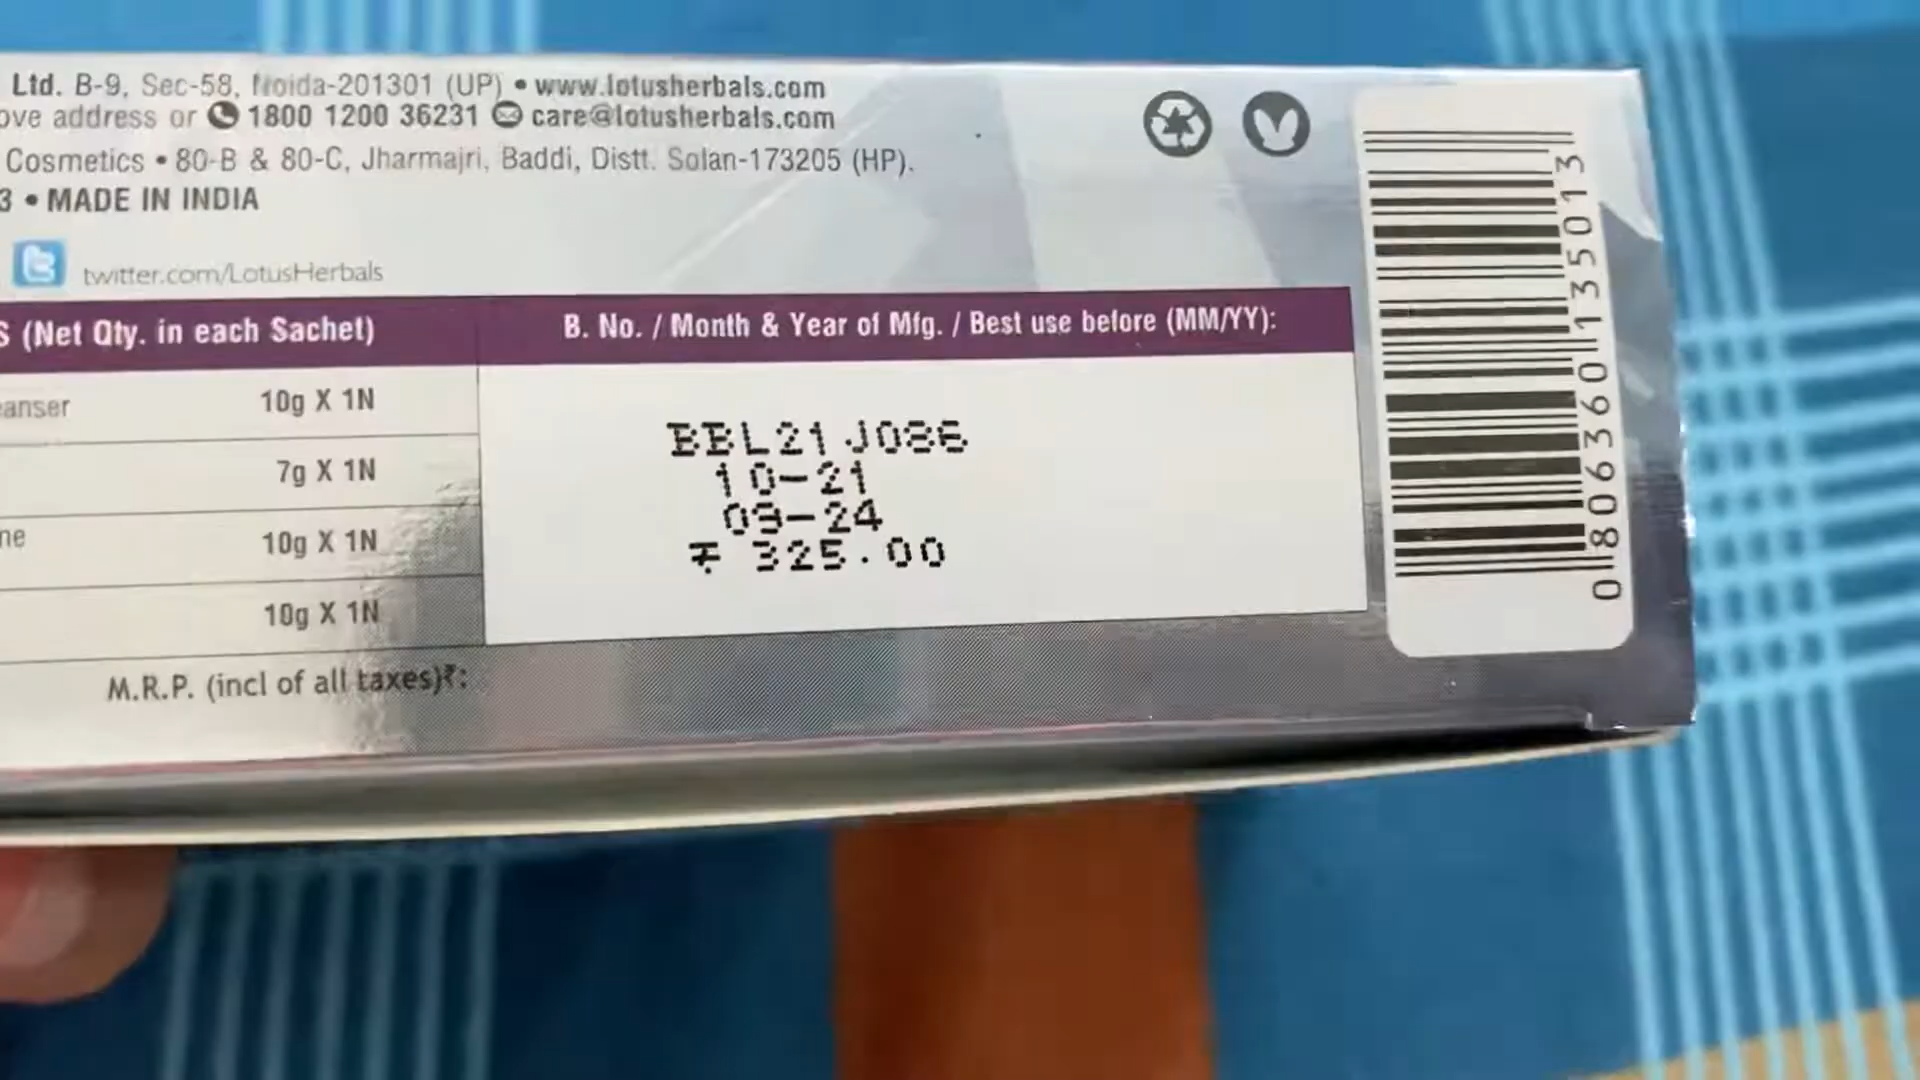 Ltd. B-9, Sec-58, Noida-201301 (UP) • www.lotusherbals.com
ove address or 1800 1200 36231 care@lotusherbals.com
Cosmetics • 80-B & 80-C, Jharmajri, Baddi, Distt. Solan-173205 (HP).
3 • MADE IN INDIA
twitter.com/LotusHerbals
S (Net Qty. in each Sachet)
B. No. / Month & Year of Mfg. / Best use before (MM/YY):
eanser 10g X 1N
7g X 1N
ne 10g X 1N
10g X 1N
BBL21J086
10-21
09-24
₹ 325.00
M.R.P. (incl of all taxes)₹:
0 806360 135013